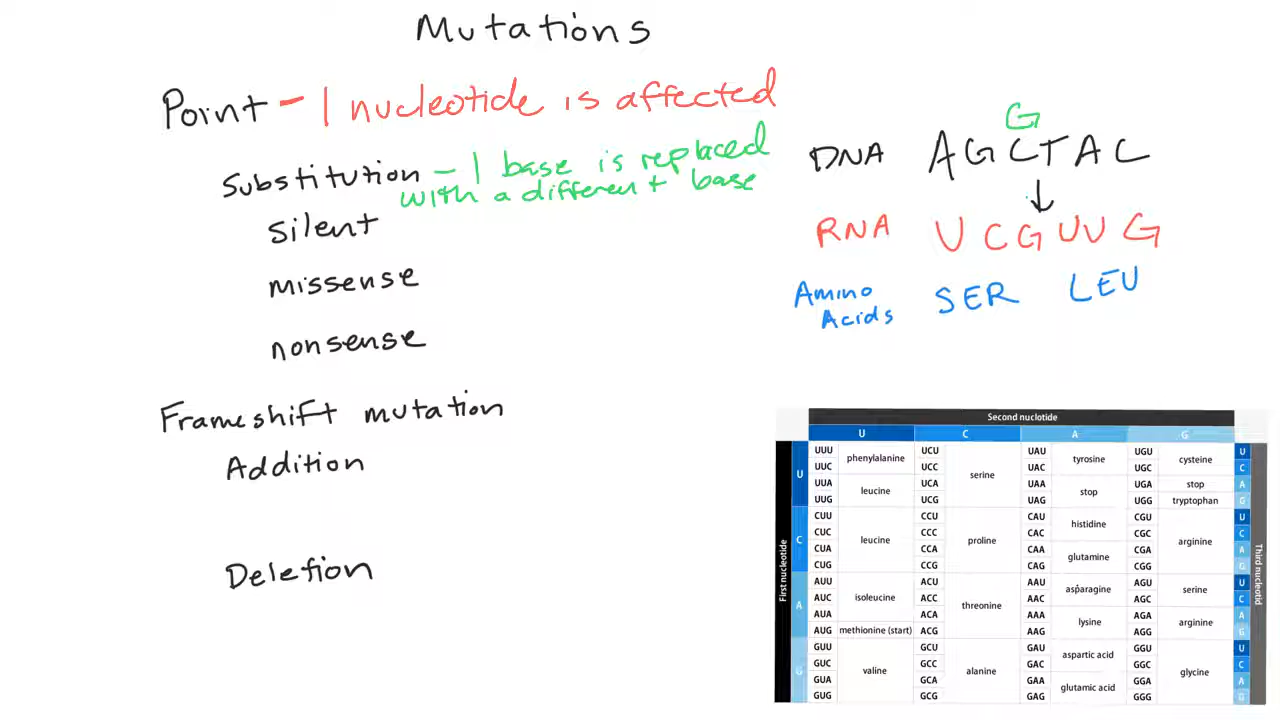 Mutations
Point - 1 nucleotide is affected
G
Substitution - 1 base is replaced
with a different base
DNA AGCTAC
silent
RNA UCG UUG
missense
Amino Acids SER LEU
nonsense
Frameshift mutation
Addition
Deletion
Second nuclotide
U C A G
First nucleotide
Third nucleotid
U
UUU phenylalanine UCU serine UAU tyrosine UGU cysteine U
UUC UCC UAC UGC C
UUA leucine UCA UAA stop UGA stop A
UUG UCG UAG UGG tryptophan G
C
CUU leucine CCU proline CAU histidine CGU arginine U
CUC CCC CAC CGC C
CUA CCA CAA glutamine CGA A
CUG CCG CAG CGG G
A
AUU isoleucine ACU threonine AAU asparagine AGU serine U
AUC ACC AAC AGC C
AUA ACA AAA lysine AGA arginine A
AUG methionine (start) ACG AAG AGG G
G
GUU valine GCU alanine GAU aspartic acid GGU glycine U
GUC GCC GAC GGC C
GUA GCA GAA glutamic acid GGA A
GUG GCG GAG GGG G